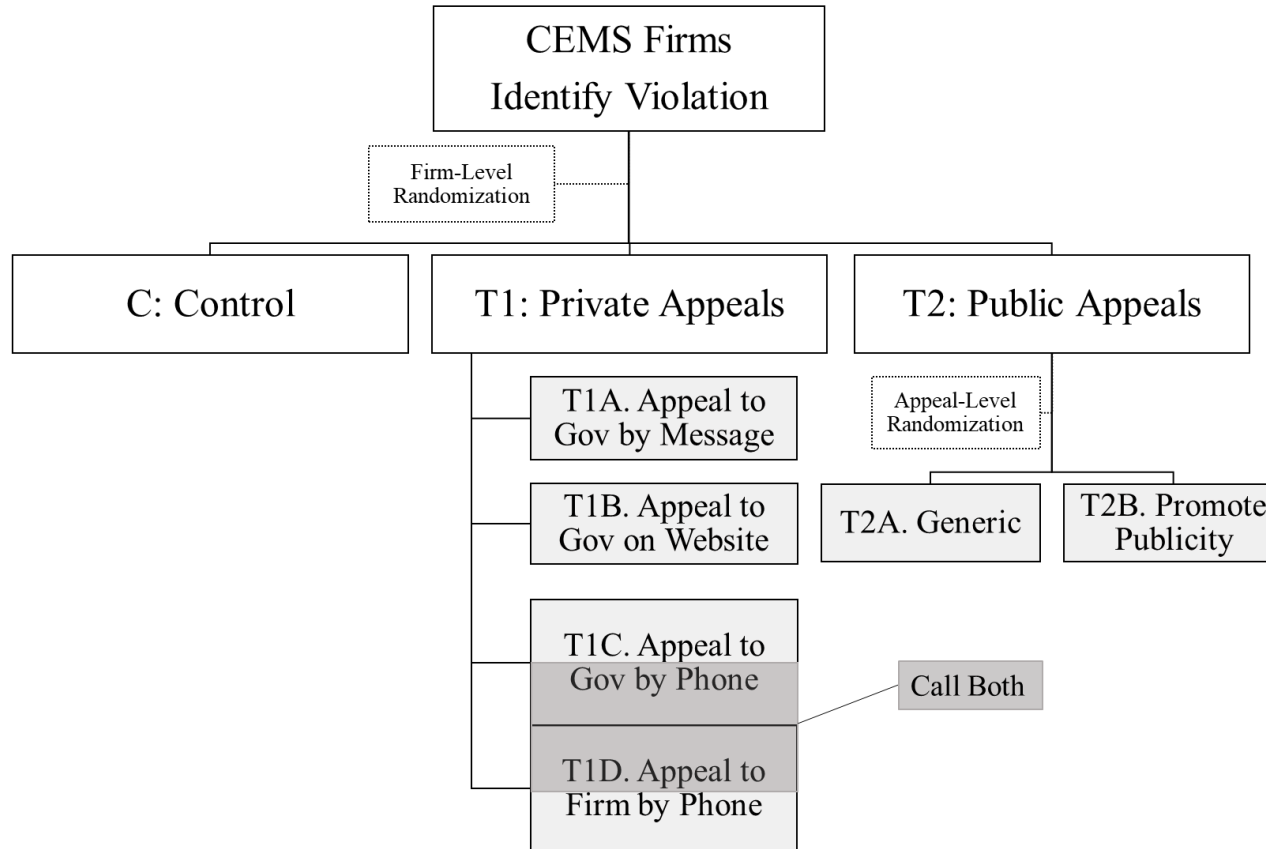 CEMS Firms
Identify Violation
Firm-Level
Randomization
C: Control
T1: Private Appeals
T2: Public Appeals
T1A. Appeal to
Gov by Message
Appeal-Level
Randomization
T1B. Appeal to
Gov on Website
T2A. Generic
T2B. Promote
Publicity
T1C. Appeal to
Gov by Phone
Call Both
T1D. Appeal to
Firm by Phone